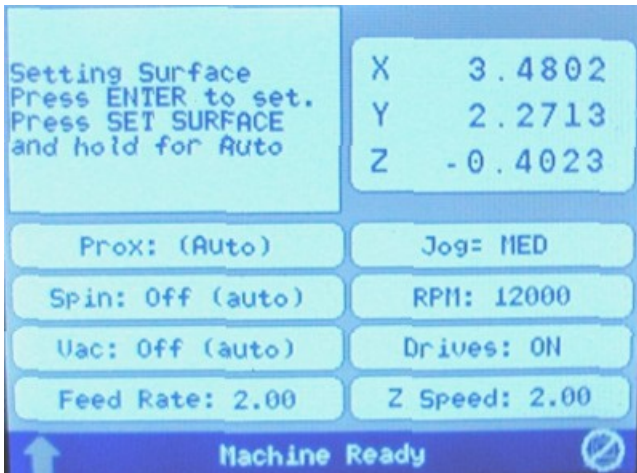 Setting Surface
Press ENTER to set.
Press SET SURFACE
and hold for Auto
X 3.4802
Y 2.2713
Z -0.4023
Prox: (Auto)
Jog= MED
Spin: Off (auto)
RPM: 12000
Vac: Off (auto)
Drives: ON
Feed Rate: 2.00
Z Speed: 2.00
Machine Ready